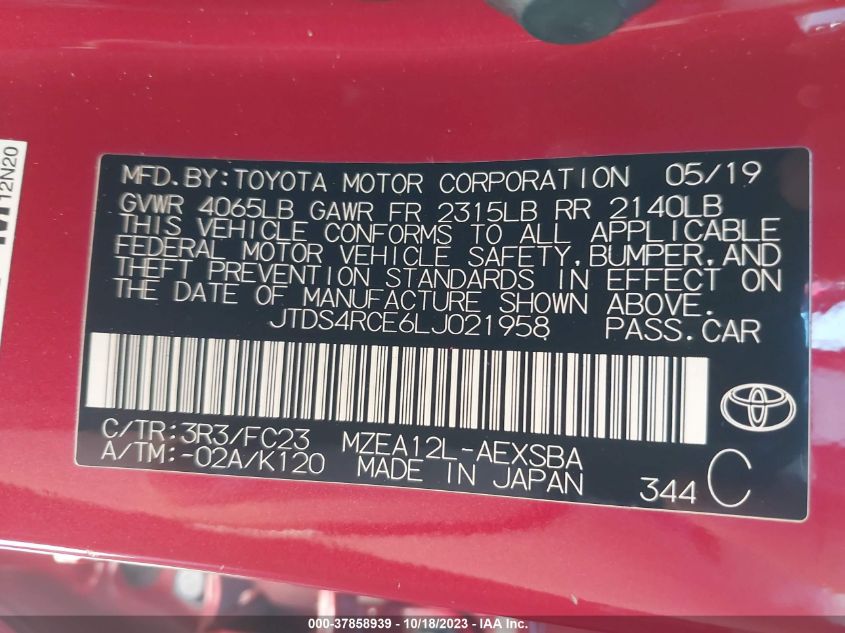 12N20
MFD.BY:TOYOTA MOTOR CORPORATION 05/19
GVWR 4065LB GAWR FR 2315LB RR 2140LB
THIS VEHICLE CONFORMS TO ALL APPLICABLE
FEDERAL MOTOR VEHICLE SAFETY,BUMPER,AND
THEFT PREVENTION STANDARDS IN EFFECT ON
THE DATE OF MANUFACTURE SHOWN ABOVE.
JTDS4RCE6LJ021958 PASS.CAR
C/TR:3R3/FC23 MZEA12L-AEXSBA
A/TM:-02A/K120 MADE IN JAPAN 344 C
000-37858939 / 10/18/2023 - IAA Inc.